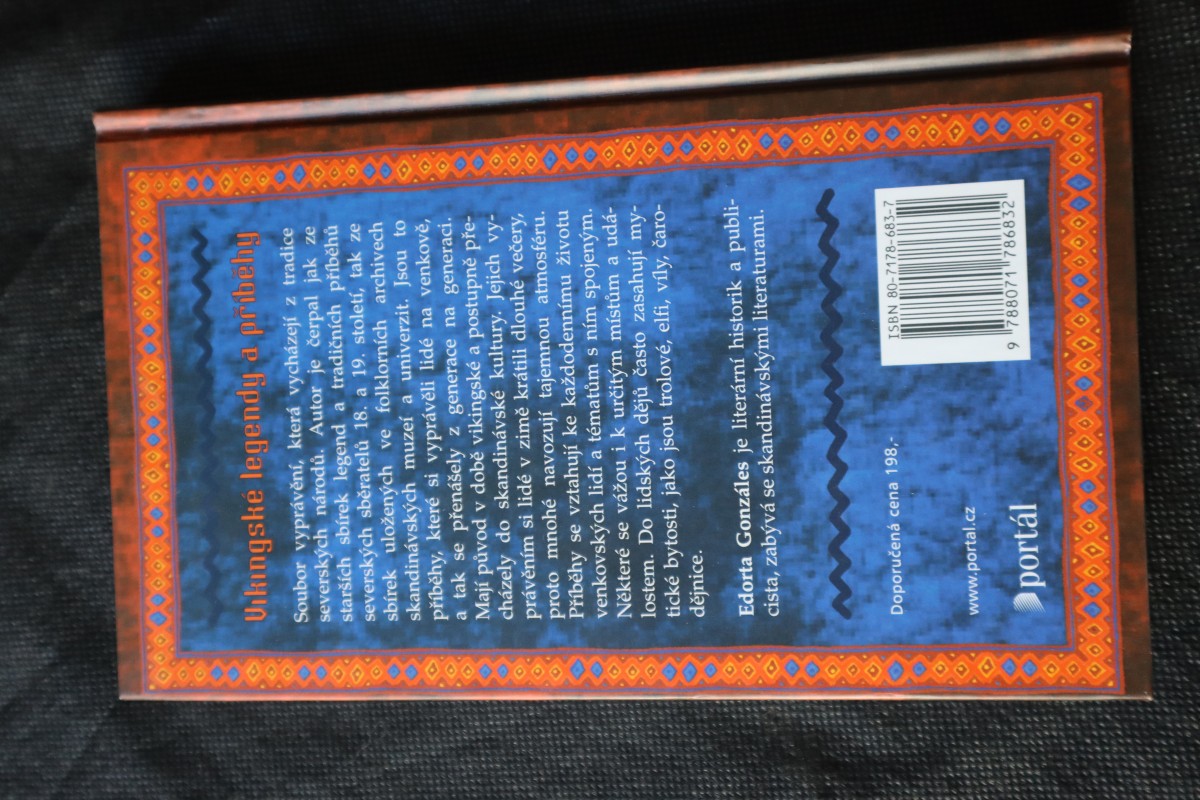 Vikingské legendy a příběhy
Soubor vyprávění, která vycházejí z tradice
severských národů. Autor je čerpal jak ze
starších sbírek legend a tradičních příběhů
severských sběratelů 18. a 19. století, tak ze
sbírek uložených ve folklorních archivech
skandinávských muzeí a univerzit. Jsou to
příběhy, které si vyprávěli lidé na venkově,
a tak se přenášely z generace na generaci.
Mají původ v době vikingské a postupně pře-
cházely do skandinávské kultury. Jejich vy-
právěním si lidé v zimě krátili dlouhé večery,
proto mnohé navozují tajemnou atmosféru.
Příběhy se vztahují ke každodennímu životu
venkovských lidí a tématům s ním spojeným.
Některé se vážou i k určitým místům a udá-
lostem. Do lidských dějů často zasahují my-
tické bytosti, jako jsou trolové, elfi, víly, čaro-
dějnice.
Edorta Gonzáles je literární historik a publi-
cista, zabývá se skandinávskými literaturami.
Doporučená cena 198,-
www.portal.cz
portál
ISBN 80-7178-683-7
9 788071 786832